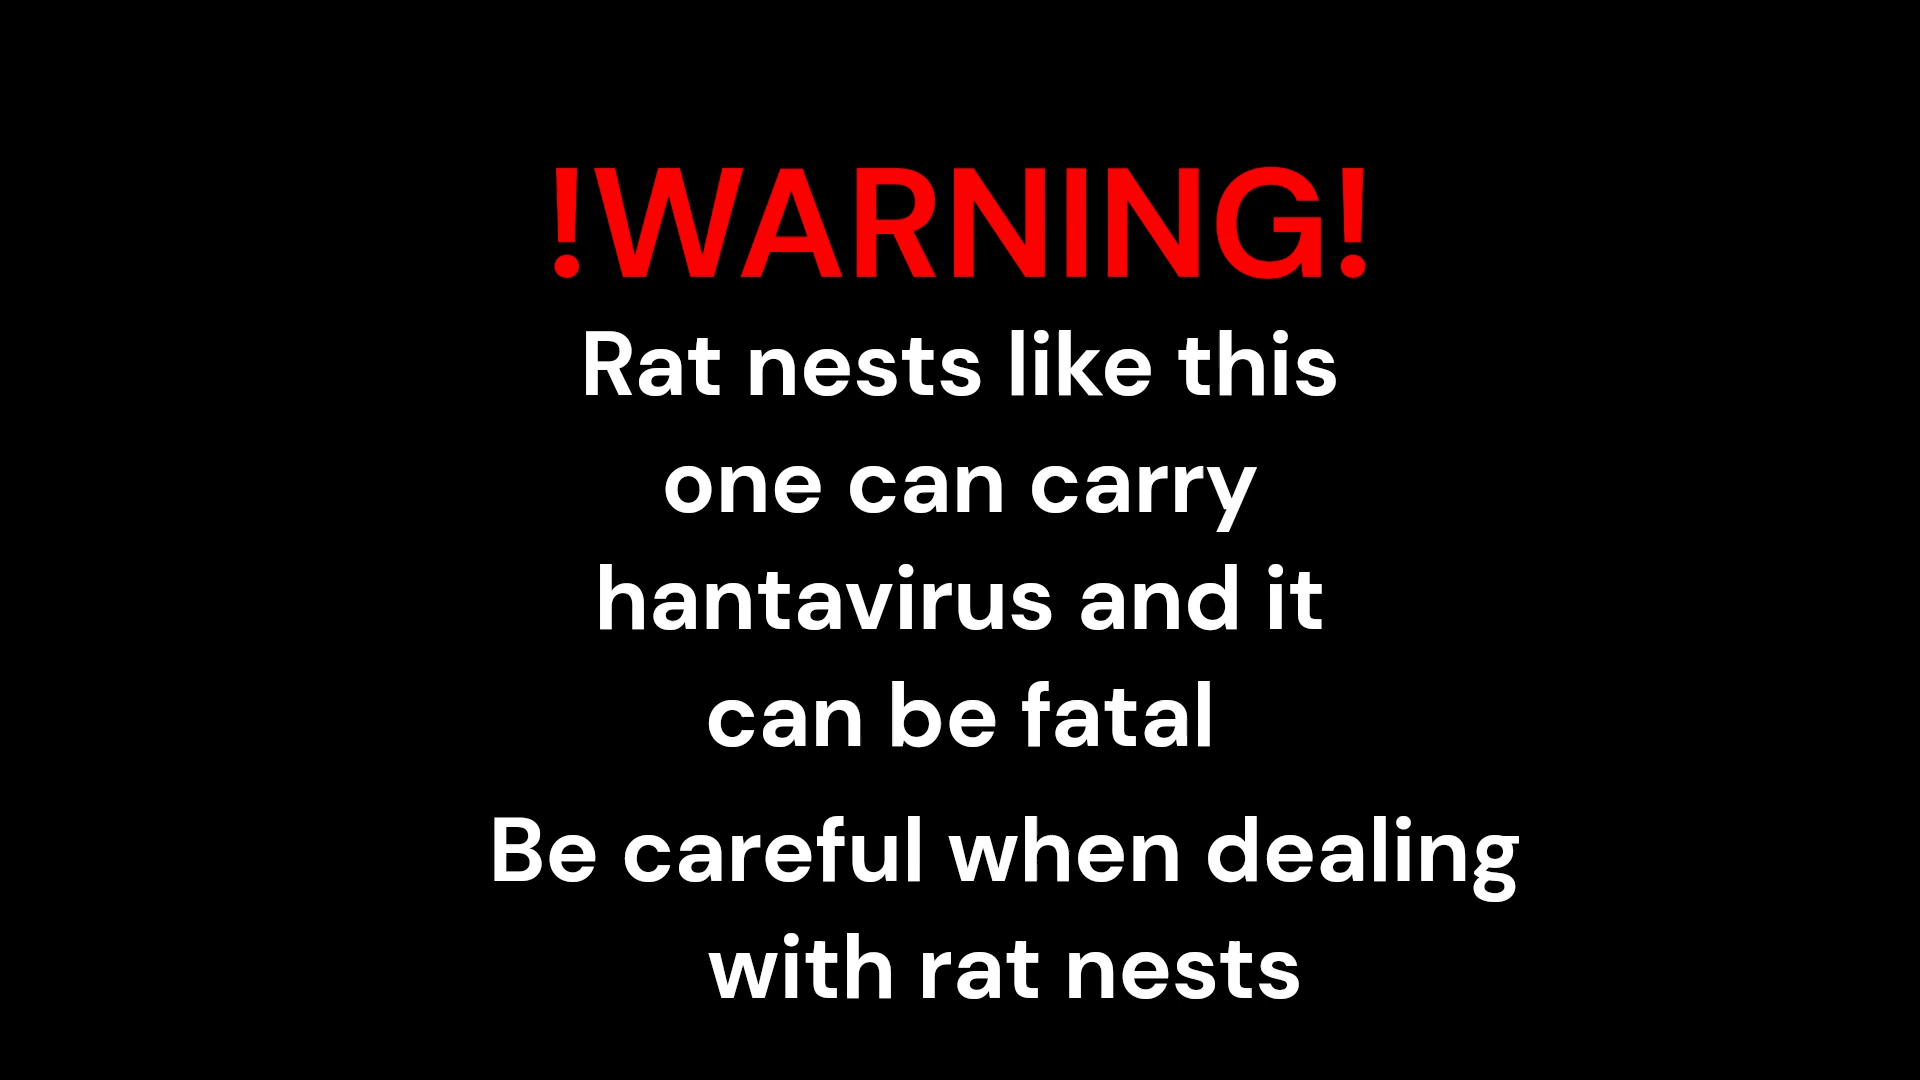 !WARNING!
Rat nests like this
one can carry
hantavirus and it
can be fatal
Be careful when dealing
with rat nests